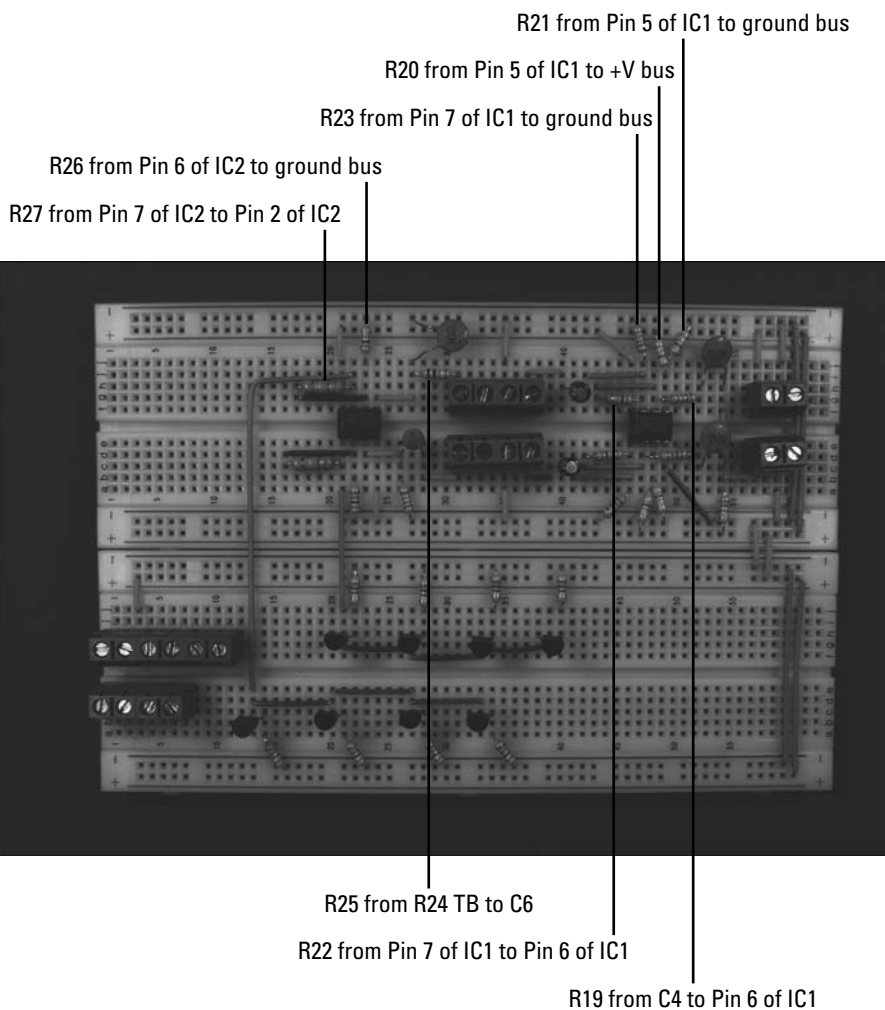 R21 from Pin 5 of IC1 to ground bus
R20 from Pin 5 of IC1 to +V bus
R23 from Pin 7 of IC1 to ground bus
R26 from Pin 6 of IC2 to ground bus
R27 from Pin 7 of IC2 to Pin 2 of IC2
R25 from R24 TB to C6
R22 from Pin 7 of IC1 to Pin 6 of IC1
R19 from C4 to Pin 6 of IC1